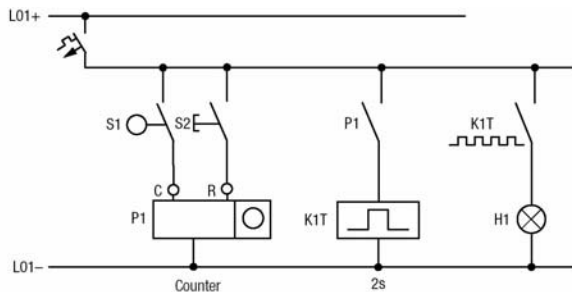 L01+
S1
S2
P1
K1T
C
R
P1
K1T
H1
L01–
Counter
2s